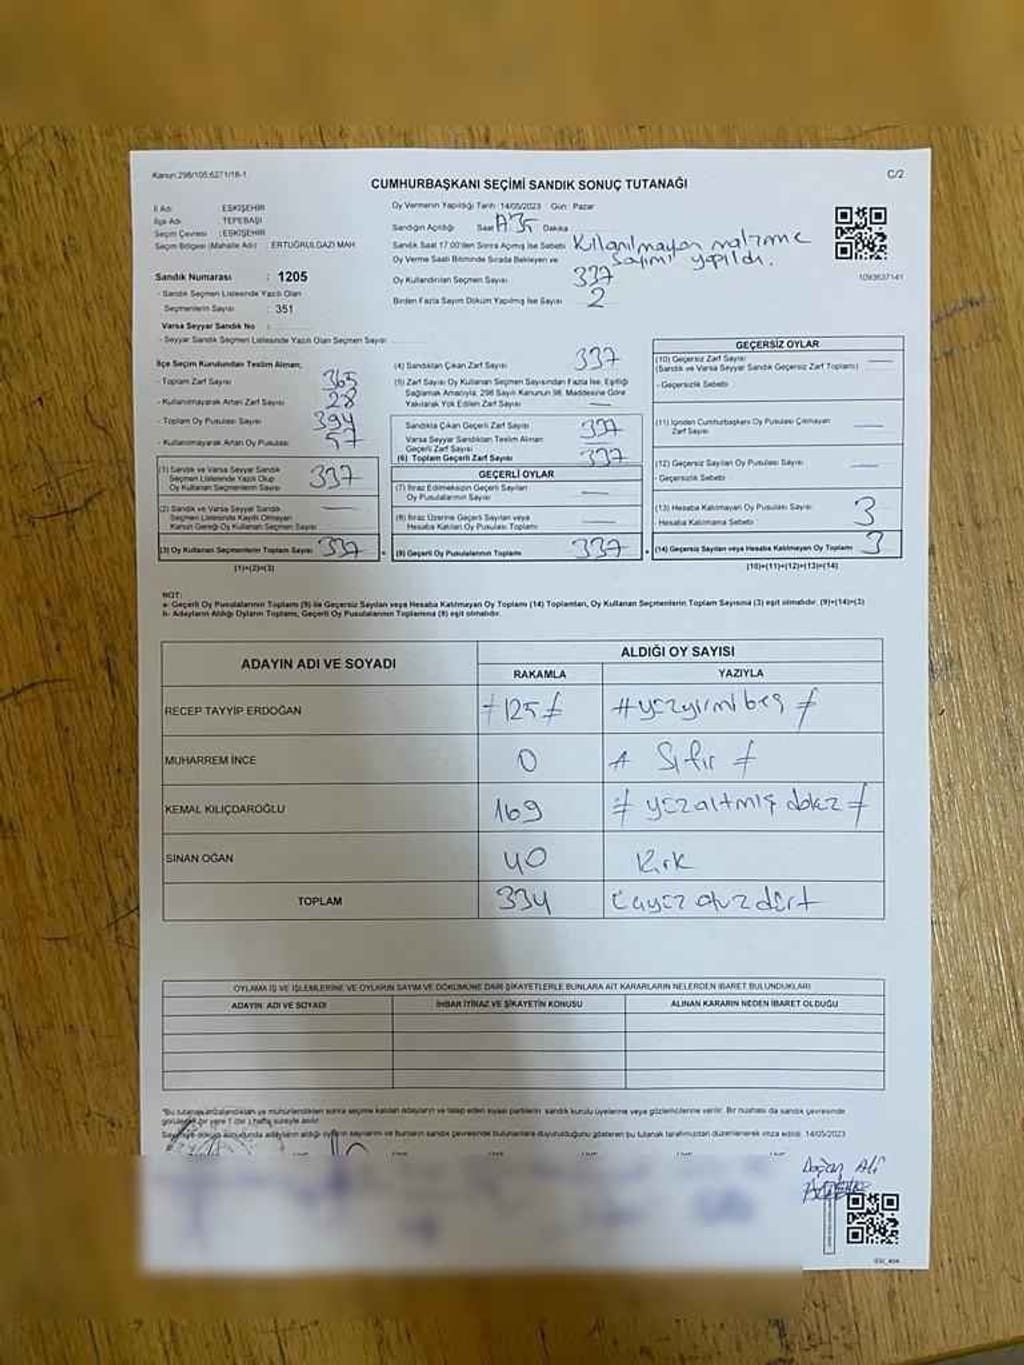 Kanun:298/105;6271/18-1
C/2
CUMHURBAŞKANI SEÇİMİ SANDIK SONUÇ TUTANAĞI
İl Adı : ESKİŞEHİR
İlçe Adı : TEPEBAŞI
Seçim Çevresi : ESKİŞEHİR
Seçim Bölgesi (Mahalle Adı) : ERTUĞRULGAZİ MAH.
Sandık Numarası : 1205
- Sandık Seçmen Listesinde Yazılı Olan
Seçmenlerin Sayısı : 351
Varsa Seyyar Sandık No :
- Seyyar Sandık Seçmen Listesinde Yazılı Olan Seçmen Sayısı
Oy Vermenin Yapıldığı Tarih :14/05/2023 Gün : Pazar
Sandığın Açıldığı Saat Dakika
Sandık Saat 17:00'den Sonra Açılmış İse Sebebi Kullanılmayan malzeme
sayımı yapıldı.
Oy Verme Saati Bitiminde Sırada Bekleyen ve
Oy Kullandırılan Seçmen Sayısı 337
Birden Fazla Sayım Döküm Yapılmış İse Sayısı 2
1093637141
İlçe Seçim Kurulundan Teslim Alınan;
- Toplam Zarf Sayısı 365
- Kullanılmayarak Artan Zarf Sayısı 28
- Toplam Oy Pusulası Sayısı 394
- Kullanılmayarak Artan Oy Pusulası 57
(1) Sandık ve Varsa Seyyar Sandık
Seçmen Listesinde Yazılı Olup
Oy Kullanan Seçmenlerin Sayısı 337
(2) Sandık ve Varsa Seyyar Sandık
Seçmen Listesinde Kayıtlı Olmayan
Kanun Gereği Oy Kullanan Seçmen Sayısı
(3) Oy Kullanan Seçmenlerin Toplam Sayısı 337
(1)+(2)=(3)
(4) Sandıktan Çıkan Zarf Sayısı 337
(5) Zarf Sayısı Oy Kullanan Seçmen Sayısından Fazla İse, Eşitliği
Sağlamak Amacıyla, 298 Sayılı Kanunun 98. Maddesine Göre
Yakılarak Yok Edilen Zarf Sayısı
Sandıkta Çıkan Geçerli Zarf Sayısı 337
Varsa Seyyar Sandıktan Teslim Alınan
Geçerli Zarf Sayısı
(6) Toplam Geçerli Zarf Sayısı 337
GEÇERLİ OYLAR
(7) İtiraz Edilmeksizin Geçerli Sayılan
Oy Pusulalarının Sayısı
(8) İtiraz Üzerine Geçerli Sayılan veya
Hesaba Katılan Oy Pusulası Toplamı
(9) Geçerli Oy Pusulalarının Toplamı 337
GEÇERSİZ OYLAR
(10) Geçersiz Zarf Sayısı
(Sandık ve Varsa Seyyar Sandık Geçersiz Zarf Toplamı)
- Geçersizlik Sebebi
(11) İçinden Cumhurbaşkanı Oy Pusulası Çıkmayan
Zarf Sayısı
(12) Geçersiz Sayılan Oy Pusulası Sayısı
- Geçersizlik Sebebi
(13) Hesaba Katılmayan Oy Pusulası Sayısı 3
- Hesaba Katılmama Sebebi
(14) Geçersiz Sayılan veya Hesaba Katılmayan Oy Toplamı 3
(10)+(11)+(12)+(13)=(14)
NOT:
a- Geçerli Oy Pusulalarının Toplamı (9) ile Geçersiz Sayılan veya Hesaba Katılmayan Oy Toplamı (14) Toplamları, Oy Kullanan Seçmenlerin Toplam Sayısına (3) eşit olmalıdır. (9)+(14)=(3)
b- Adayların Aldığı Oyların Toplamı, Geçerli Oy Pusulalarının Toplamına (9) eşit olmalıdır.
ADAYIN ADI VE SOYADI ALDIĞI OY SAYISI
RAKAMLA YAZIYLA
RECEP TAYYİP ERDOĞAN ≠125≠ # yüzyirmibeş ≠
MUHARREM İNCE 0 Sıfır ≠
KEMAL KILIÇDAROĞLU 169 ≠ yüzaltmış dokuz ≠
SİNAN OĞAN 40 Kırk
TOPLAM 334 üçyüz otuz dört
OYLAMA İŞ VE İŞLEMLERİNE VE OYLARIN SAYIM VE DÖKÜMÜNE DAİR ŞİKAYETLERLE BUNLARA AİT KARARLARIN NELERDEN İBARET BULUNDUKLARI
ADAYIN ADI VE SOYADI İHBAR İTİRAZ VE ŞİKAYETİN KONUSU ALINAN KARARIN NEDEN İBARET OLDUĞU
"Bu tutanak imzalandıktan ve mühürlendikten sonra seçime katılan adayların ve talep eden siyasi partilerin sandık kurulu üyelerine veya gözlemcilerine verilir. Bir nüshası da sandık çevresinde
görülecek bir yere 1 (bir) hafta süreyle asılır.
adayların aldığı oyların sayılarını ve bunların sandık çevresinde bulunanlara duyurulduğunu gösteren bu tutanak tarafımızdan düzenlenerek imza edildi. 14/05/2023
Doğan Ali